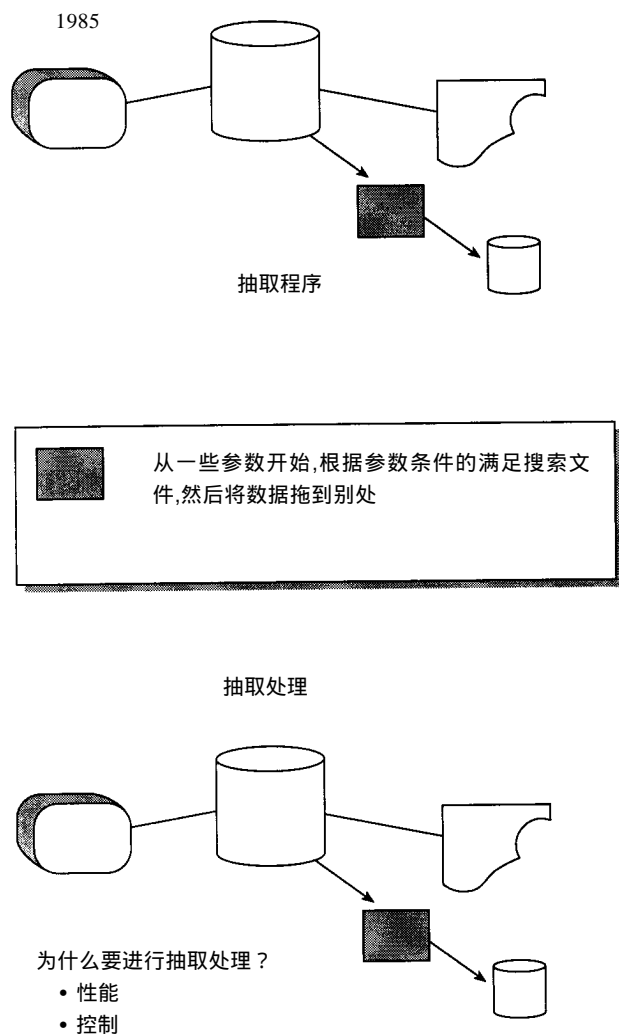 1985
抽取程序
从一些参数开始,根据参数条件的满足搜索文
件,然后将数据拖到别处
抽取处理
为什么要进行抽取处理？
• 性能
• 控制